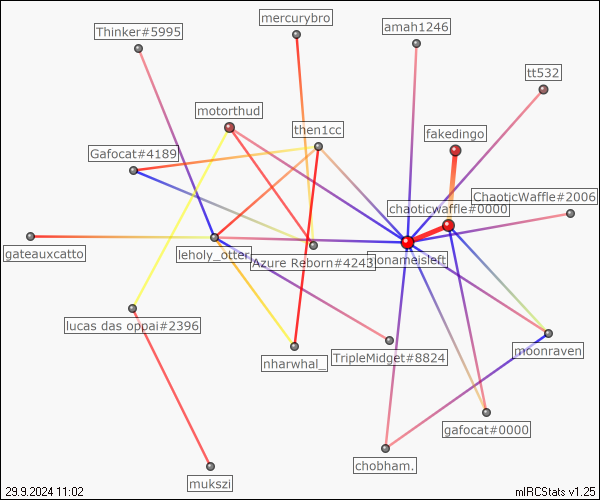 mercurybro
Thinker#5995
amah1246
tt532
motorthud
then1cc
fakedingo
Gafocat#4189
ChaoticWaffle#2006
chaoticwaffle#0000
gateauxcatto
leholy_otter
Azure Reborn#4243
onameisleft
lucas das oppai#2396
moonraven
nharwhal_
TripleMidget#8824
gafocat#0000
chobham.
mukszi
29.9.2024 11:02
mIRCStats v1.25